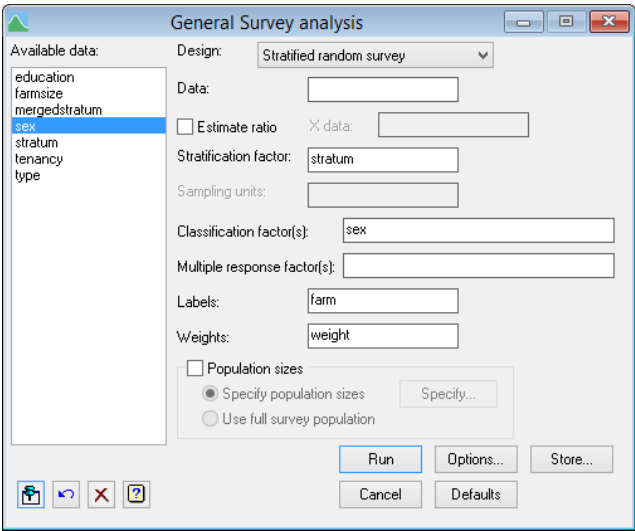 General Survey analysis
Available data:
education
farmsize
mergedstratum
sex
stratum
tenancy
type
Design: Stratified random survey
Data:
Estimate ratio X data:
Stratification factor: stratum
Sampling units:
Classification factor(s): sex
Multiple response factor(s):
Labels: farm
Weights: weight
Population sizes
Specify population sizes Specify...
Use full survey population
Run Options... Store...
Cancel Defaults